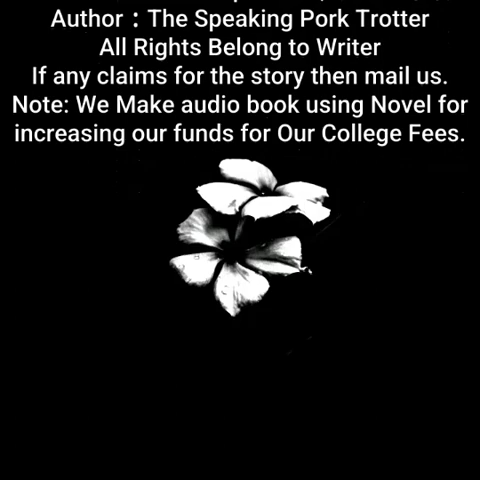 Author : The Speaking Pork Trotter
All Rights Belong to Writer
If any claims for the story then mail us.
Note: We Make audio book using Novel for
increasing our funds for Our College Fees.